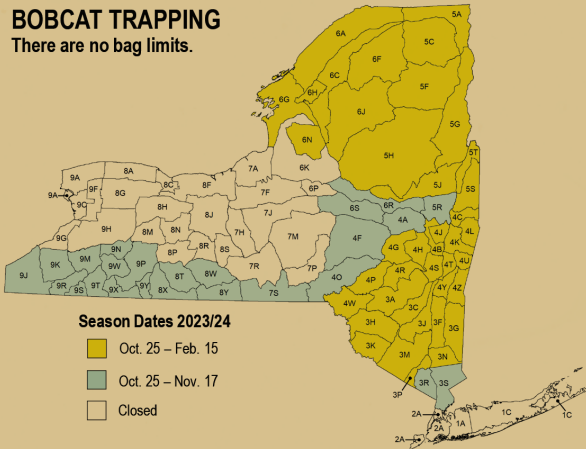 BOBCAT TRAPPING
There are no bag limits.
5A
6A
5C
6F
6C
5F
6H
6G
6J
5G
6N
5H
5T
7A
6K
9A
8A
9F
8C
8F
7F
6P
5J
5S
9A
8G
9C
8H
8J
7J
6S
6R
4A
5R
4C
9G
9H
8M
8N
7H
7M
4F
4J
4L
9N
8P
8R
8S
4G
4H
4B
4K
9J
9K
9M
9W
9P
8T
8W
7R
7P
4O
4P
4R
4S
4T
4U
9R
9S
9T
9X
9Y
8X
8Y
7S
4W
3A
3C
4Y
4Z
3H
3J
3F
3G
3K
3M
3N
3P
3R
3S
2A
2A
2A
1A
1C
1C
Season Dates 2023/24
Oct. 25 – Feb. 15
Oct. 25 – Nov. 17
Closed